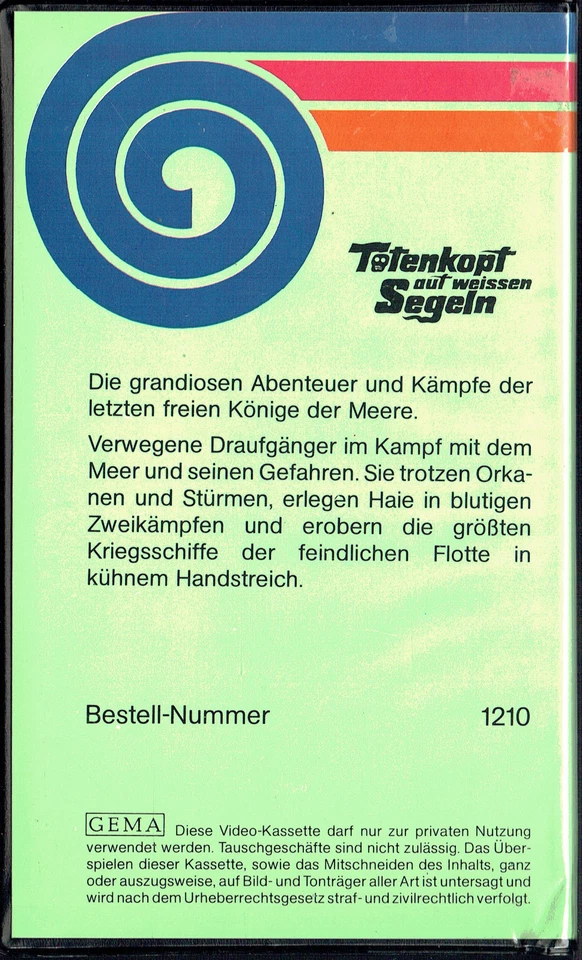 Totenkopf
auf weissen
Segeln
Die grandiosen Abenteuer und Kämpfe der
letzten freien Könige der Meere.
Verwegene Draufgänger im Kampf mit dem
Meer und seinen Gefahren. Sie trotzen Orka-
nen und Stürmen, erlegen Haie in blutigen
Zweikämpfen und erobern die größten
Kriegsschiffe der feindlichen Flotte in
kühnem Handstreich.
Bestell-Nummer 1210
GEMA Diese Video-Kassette darf nur zur privaten Nutzung
verwendet werden. Tauschgeschäfte sind nicht zulässig. Das Über-
spielen dieser Kassette, sowie das Mitschneiden des Inhalts, ganz
oder auszugsweise, auf Bild- und Tonträger aller Art ist untersagt und
wird nach dem Urheberrechtsgesetz straf- und zivilrechtlich verfolgt.